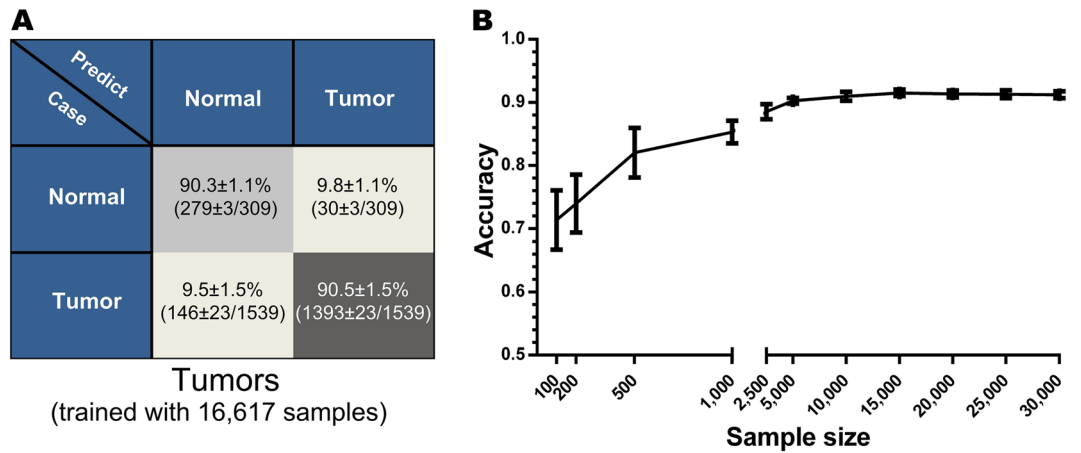 A
Predict
Case
Normal
Tumor
Normal
90.3±1.1%
(279±3/309)
9.8±1.1%
(30±3/309)
Tumor
9.5±1.5%
(146±23/1539)
90.5±1.5%
(1393±23/1539)
Tumors
(trained with 16,617 samples)
B
Accuracy
1.0
0.9
0.8
0.7
0.6
0.5
100
200
500
1,000
2,500
5,000
10,000
15,000
20,000
25,000
30,000
Sample size